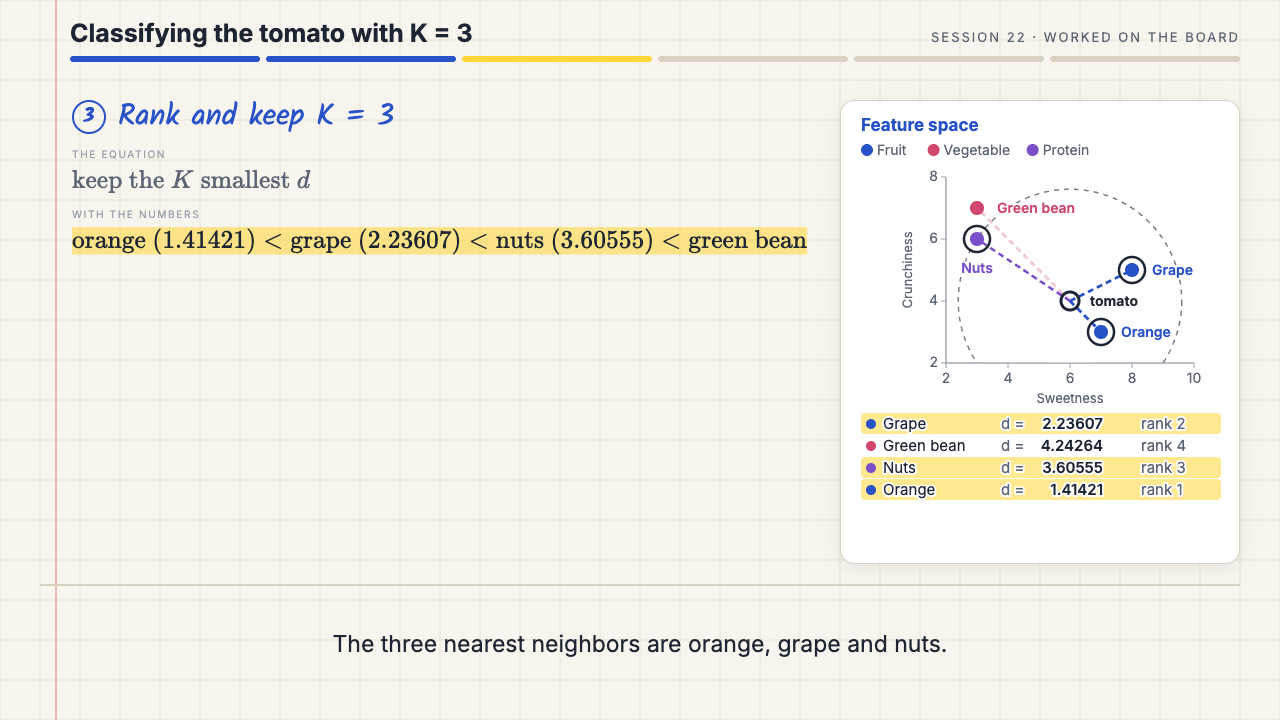 Classifying the tomato with K = 3
SESSION 22 · WORKED ON THE BOARD
3 Rank and keep K = 3
THE EQUATION
keep the K smallest d
WITH THE NUMBERS
orange (1.41421) < grape (2.23607) < nuts (3.60555) < green bean
Feature space
Fruit Vegetable Protein
8
6
4
2
Crunchiness
Green bean
Nuts
Grape
tomato
Orange
2 4 6 8 10
Sweetness
Grape d = 2.23607 rank 2
Green bean d = 4.24264 rank 4
Nuts d = 3.60555 rank 3
Orange d = 1.41421 rank 1
The three nearest neighbors are orange, grape and nuts.